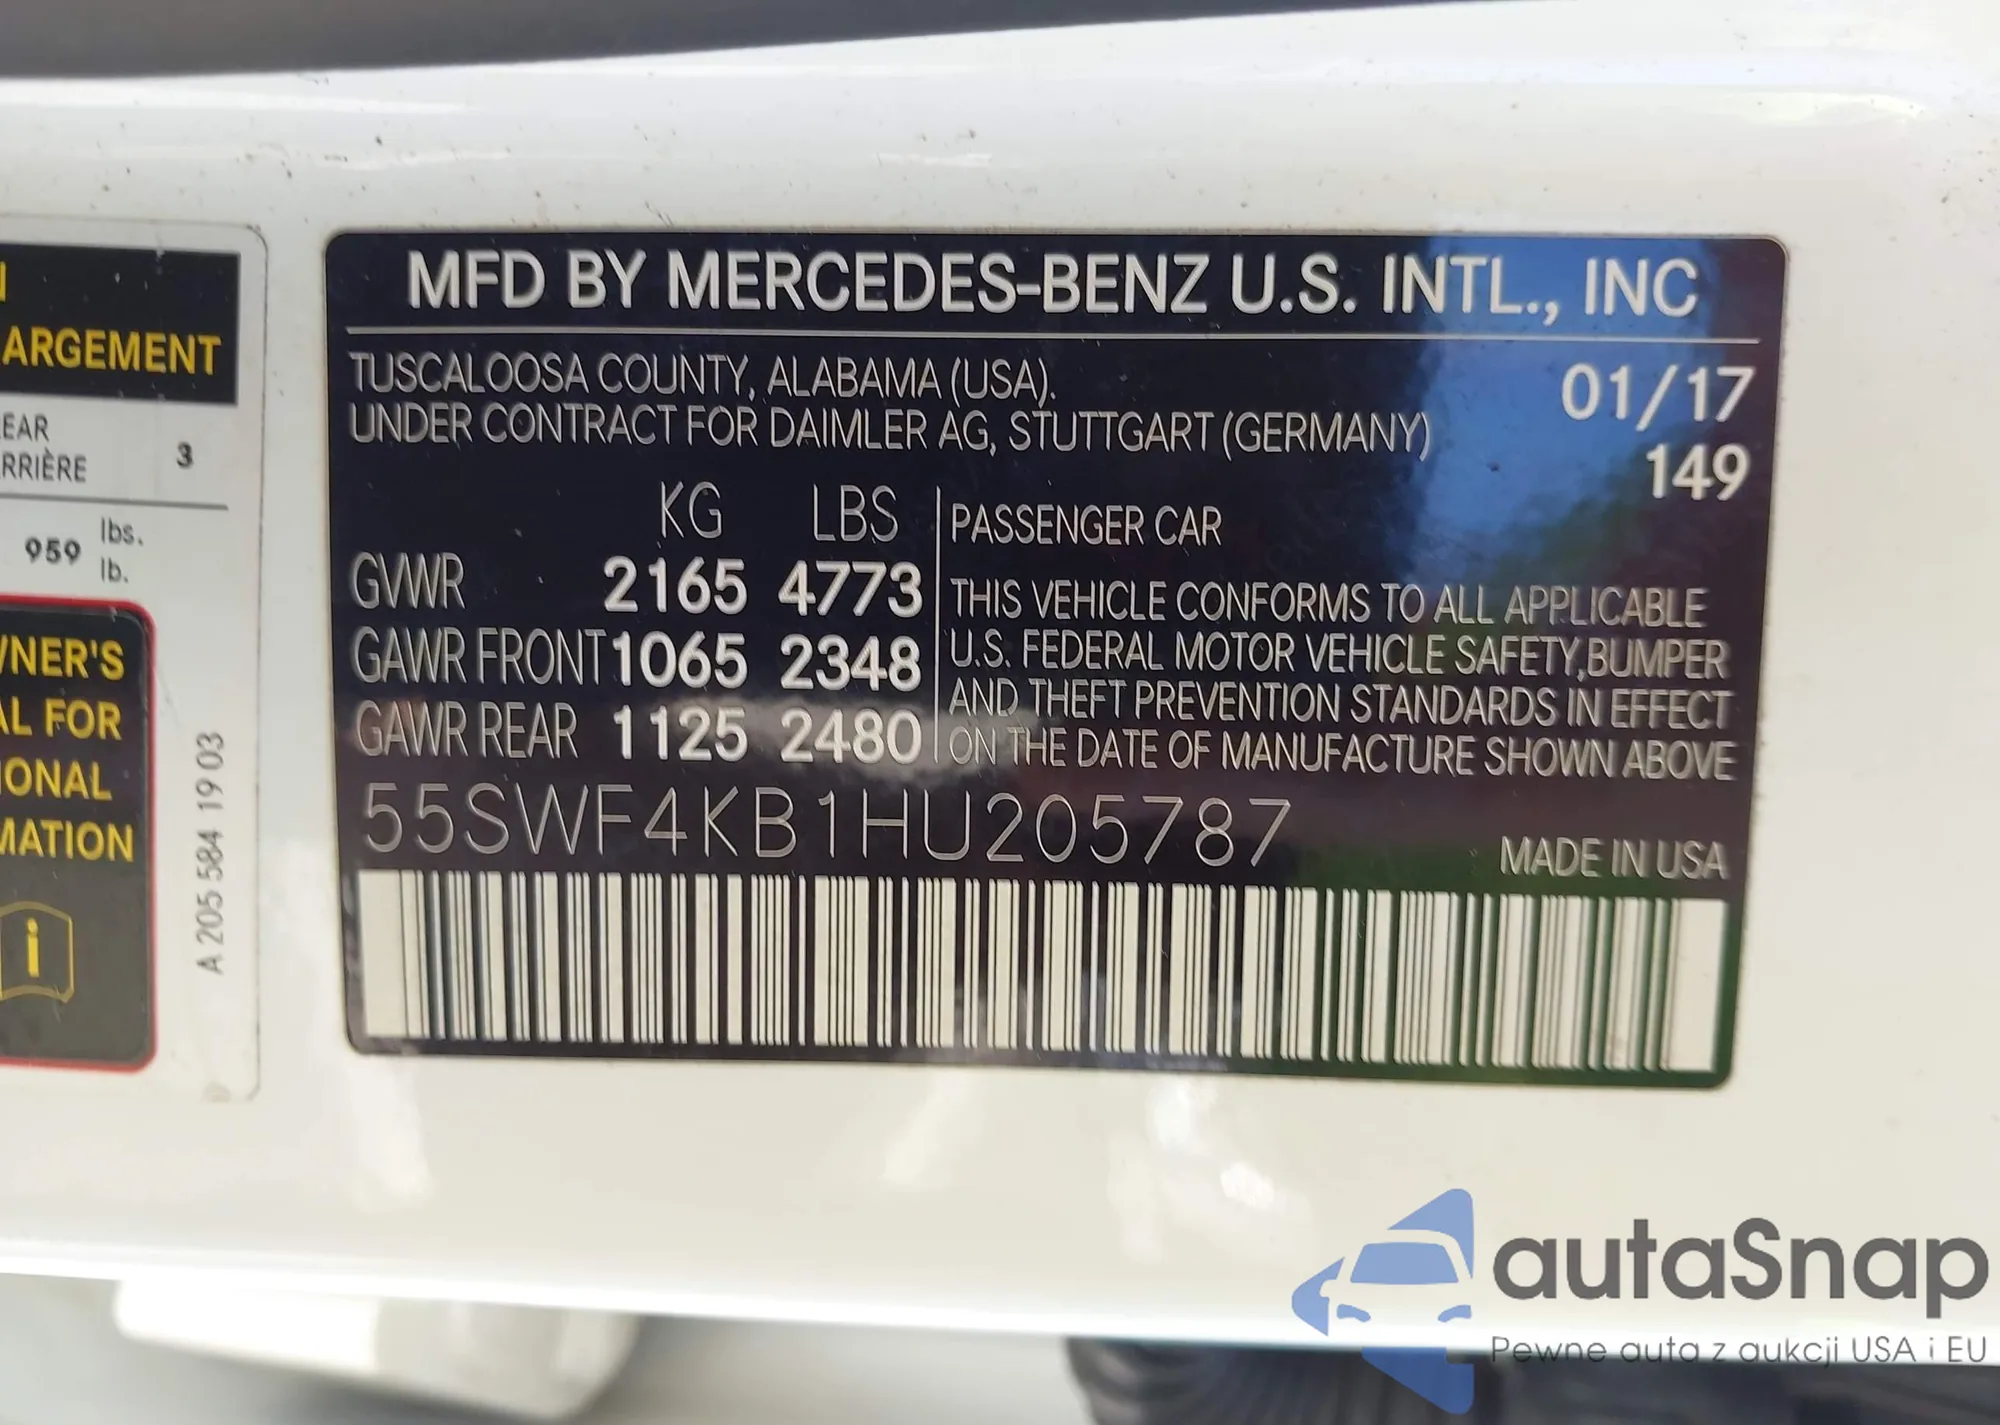 MFD BY MERCEDES-BENZ U.S. INTL., INC
TUSCALOOSA COUNTY, ALABAMA (USA).
UNDER CONTRACT FOR DAIMLER AG, STUTTGART (GERMANY)
01/17
149
KG LBS
GVWR 2165 4773
GAWR FRONT 1065 2348
GAWR REAR 1125 2480
PASSENGER CAR
THIS VEHICLE CONFORMS TO ALL APPLICABLE
U.S. FEDERAL MOTOR VEHICLE SAFETY, BUMPER
AND THEFT PREVENTION STANDARDS IN EFFECT
ON THE DATE OF MANUFACTURE SHOWN ABOVE
55SWF4KB1HU205787
MADE IN USA
N
ARGEMENT
EAR
RRIÈRE 3
959 lbs.
lb.
WNER'S
AL FOR
IONAL
MATION
i
A 205 584 19 03
autaSnap
Pewne auta z aukcji USA i EU